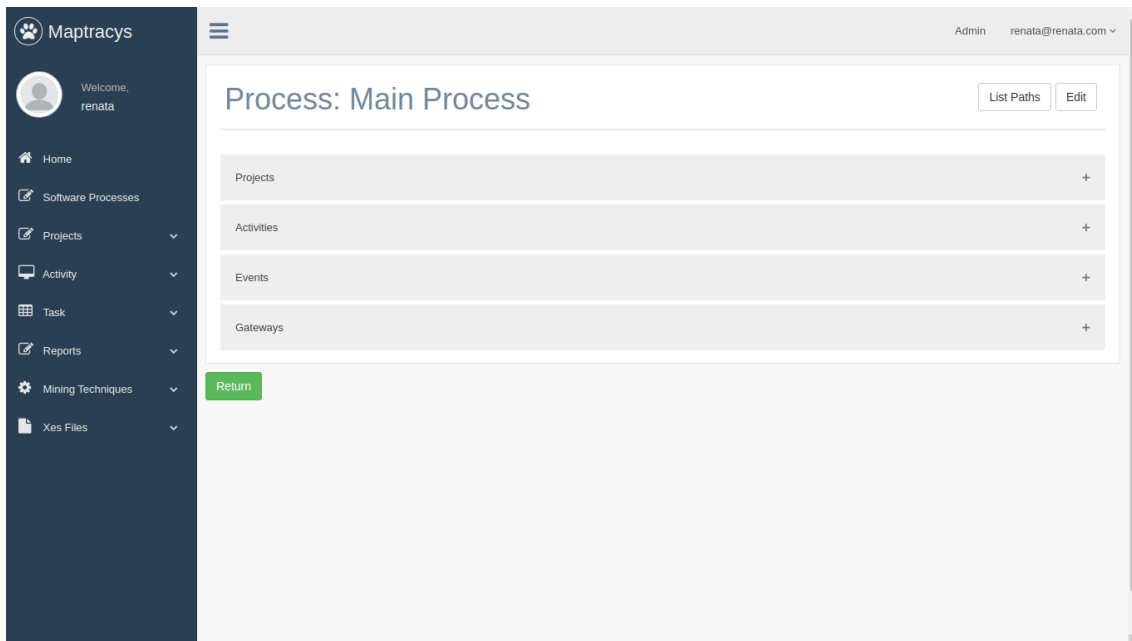 Maptracys
Admin renata@renata.com
Welcome,
renata
Process: Main Process
List Paths Edit
Home
Software Processes
Projects
Activity
Task
Reports
Mining Techniques
Xes Files
Projects +
Activities +
Events +
Gateways +
Return